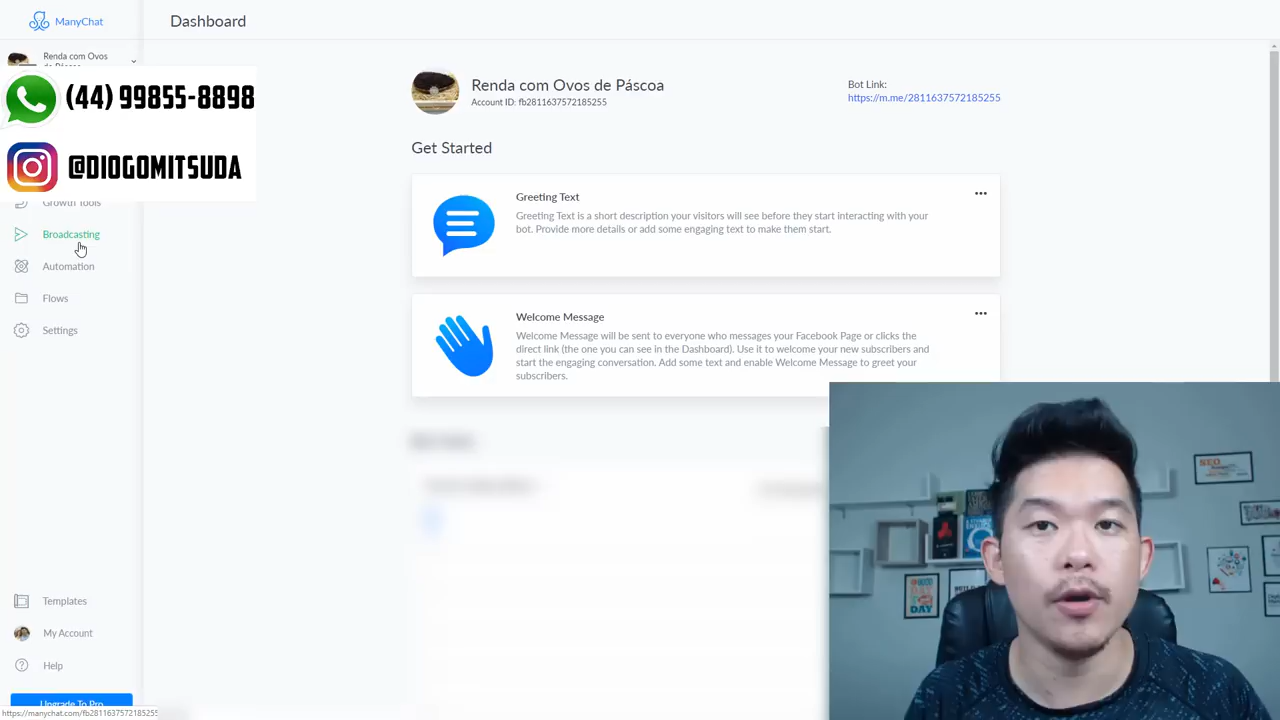 ManyChat
Dashboard
Renda com Ovos
de Páscoa
(44) 99855-8898
@DIOGOMITSUDA
Growth Tools
Broadcasting
Automation
Flows
Settings
Templates
My Account
Help
Upgrade To Pro
https://manychat.com/fb2811637572185255
Renda com Ovos de Páscoa
Account ID: fb2811637572185255
Bot Link:
https://m.me/2811637572185255
Get Started
Greeting Text
Greeting Text is a short description your visitors will see before they start interacting with your
bot. Provide more details or add some engaging text to make them start.
Welcome Message
Welcome Message will be sent to everyone who messages your Facebook Page or clicks the
direct link (the one you can see in the Dashboard). Use it to welcome your new subscribers and
start the engaging conversation. Add some text and enable Welcome Message to greet your
subscribers.
SEO
GOOD
DAY